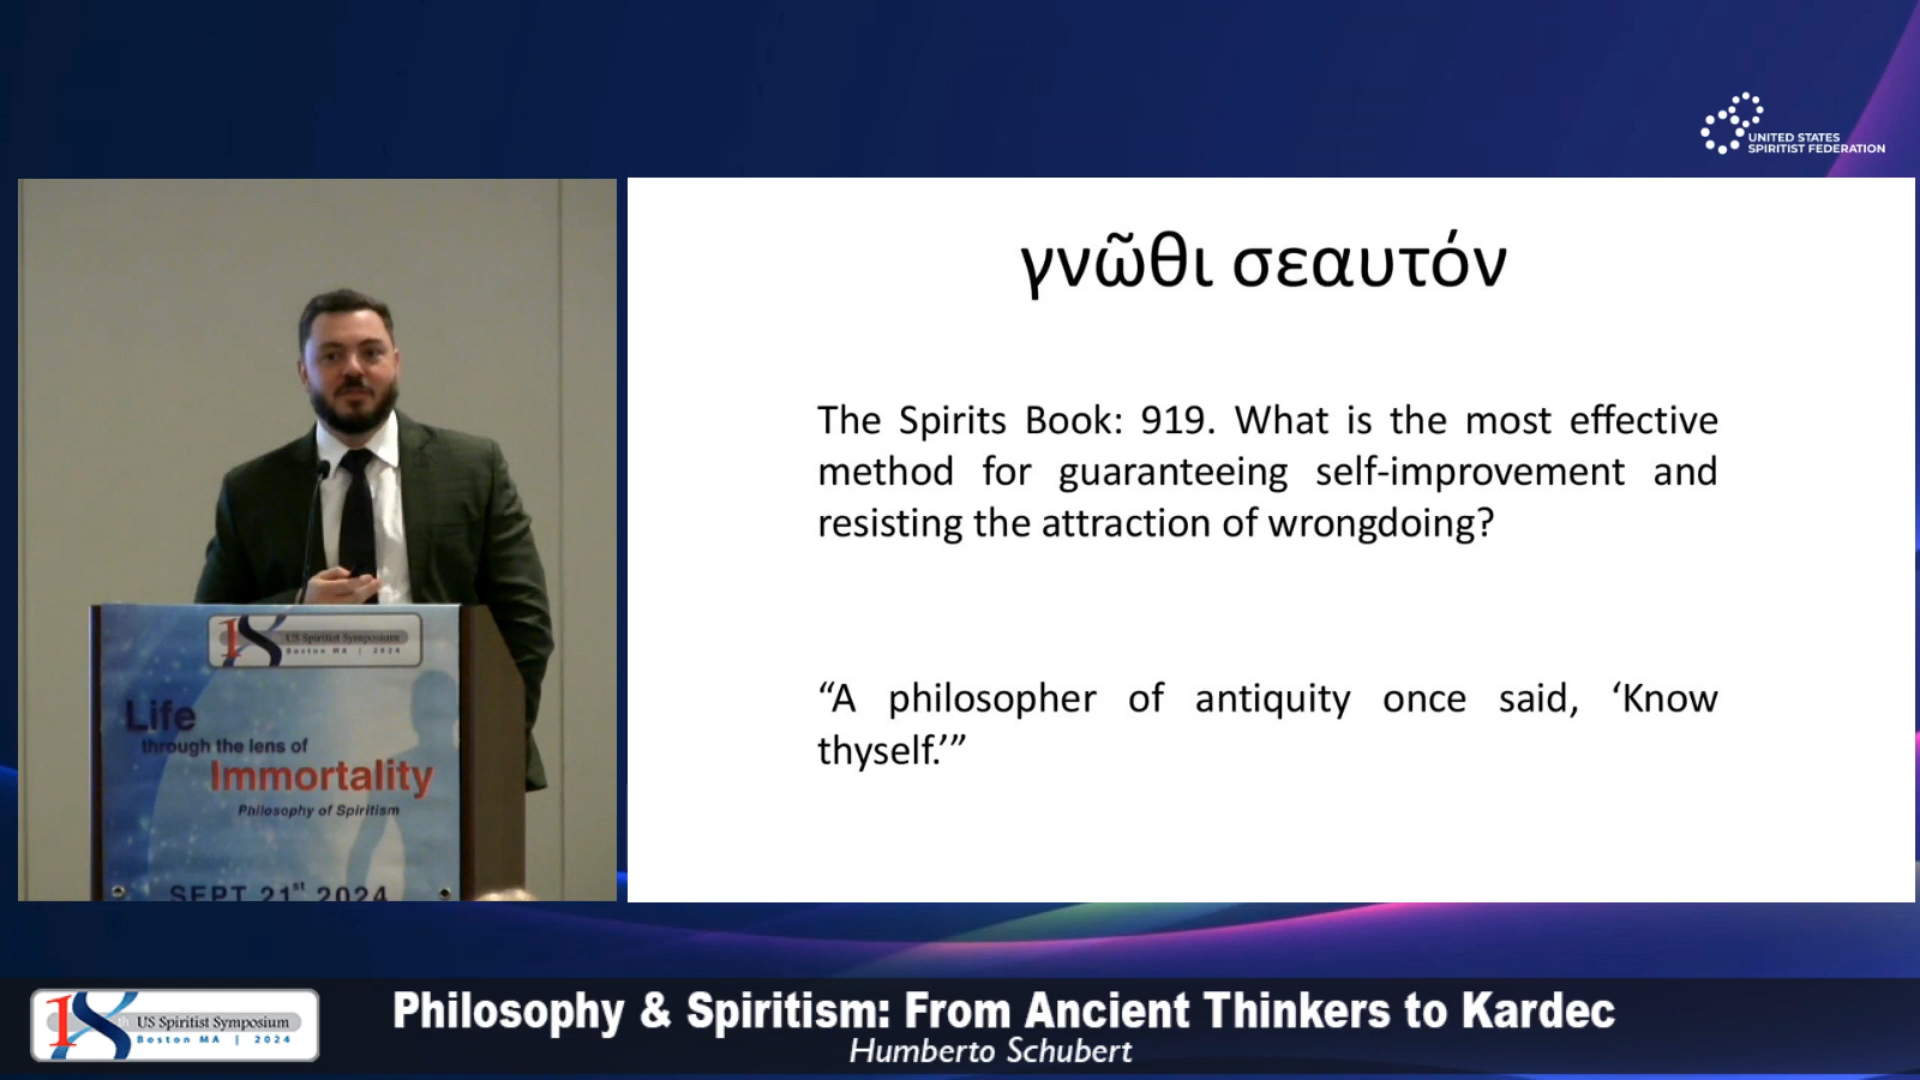 UNITED STATES
SPIRITIST FEDERATION
γνῶθι σεαυτόν
The Spirits Book: 919. What is the most effective
method for guaranteeing self-improvement and
resisting the attraction of wrongdoing?
“A philosopher of antiquity once said, ‘Know
thyself.’”
18
US Spiritist Symposium
Boston MA | 2024
Life
through the lens of
Immortality
Philosophy of Spiritism
SEPT 21st 2024
18th US Spiritist Symposium
Boston MA | 2024
Philosophy & Spiritism: From Ancient Thinkers to Kardec
Humberto Schubert